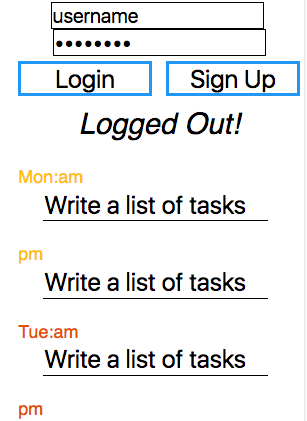 username
••••••••
Login Sign Up
Logged Out!
Mon:am
Write a list of tasks
pm
Write a list of tasks
Tue:am
Write a list of tasks
pm